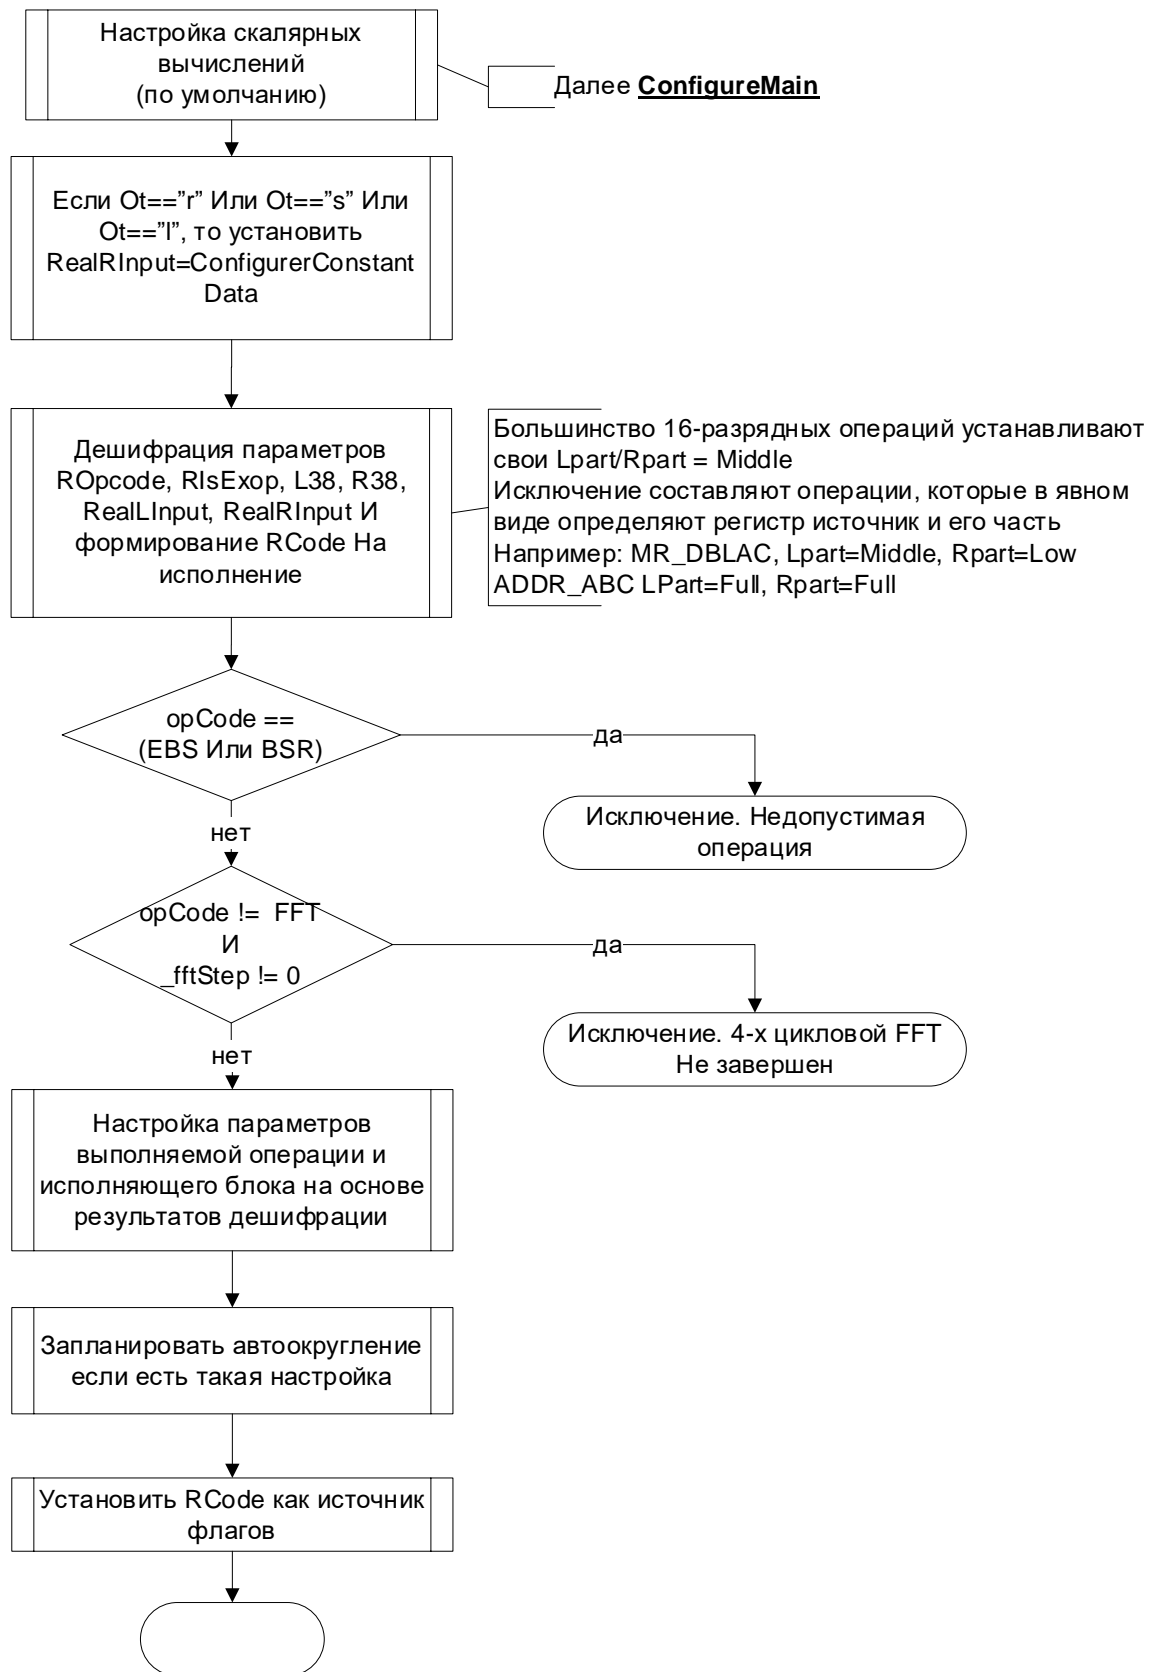 Настройка скалярных
вычислений
(по умолчанию)
Далее ConfigureMain
Если Ot=="r" Или Ot=="s" Или
Ot=="l", то установить
RealRInput=ConfigurerConstant
Data
Дешифрация параметров
ROpcode, RIsExop, L38, R38,
RealLInput, RealRInput И
формирование RCode На
исполнение
Большинство 16-разрядных операций устанавливают
свои Lpart/Rpart = Middle
Исключение составляют операции, которые в явном
виде определяют регистр источник и его часть
Например: MR_DBLAC, Lpart=Middle, Rpart=Low
ADDR_ABC LPart=Full, Rpart=Full
opCode ==
(EBS Или BSR)
да
Исключение. Недопустимая
операция
нет
opCode != FFT
И
_fftStep != 0
да
Исключение. 4-х цикловой FFT
Не завершен
нет
Настройка параметров
выполняемой операции и
исполняющего блока на основе
результатов дешифрации
Запланировать автоокругление
если есть такая настройка
Установить RCode как источник
флагов